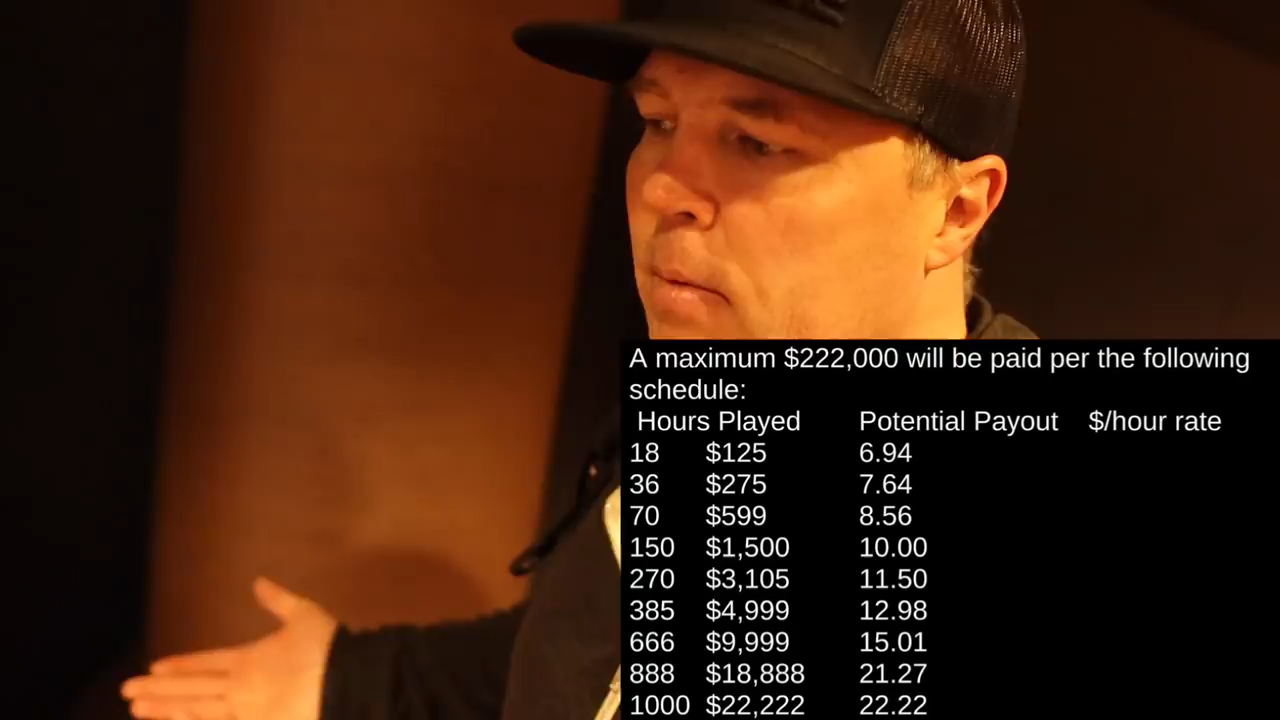 A maximum $222,000 will be paid per the following
schedule:
Hours Played Potential Payout $/hour rate
18 $125 6.94
36 $275 7.64
70 $599 8.56
150 $1,500 10.00
270 $3,105 11.50
385 $4,999 12.98
666 $9,999 15.01
888 $18,888 21.27
1000 $22,222 22.22